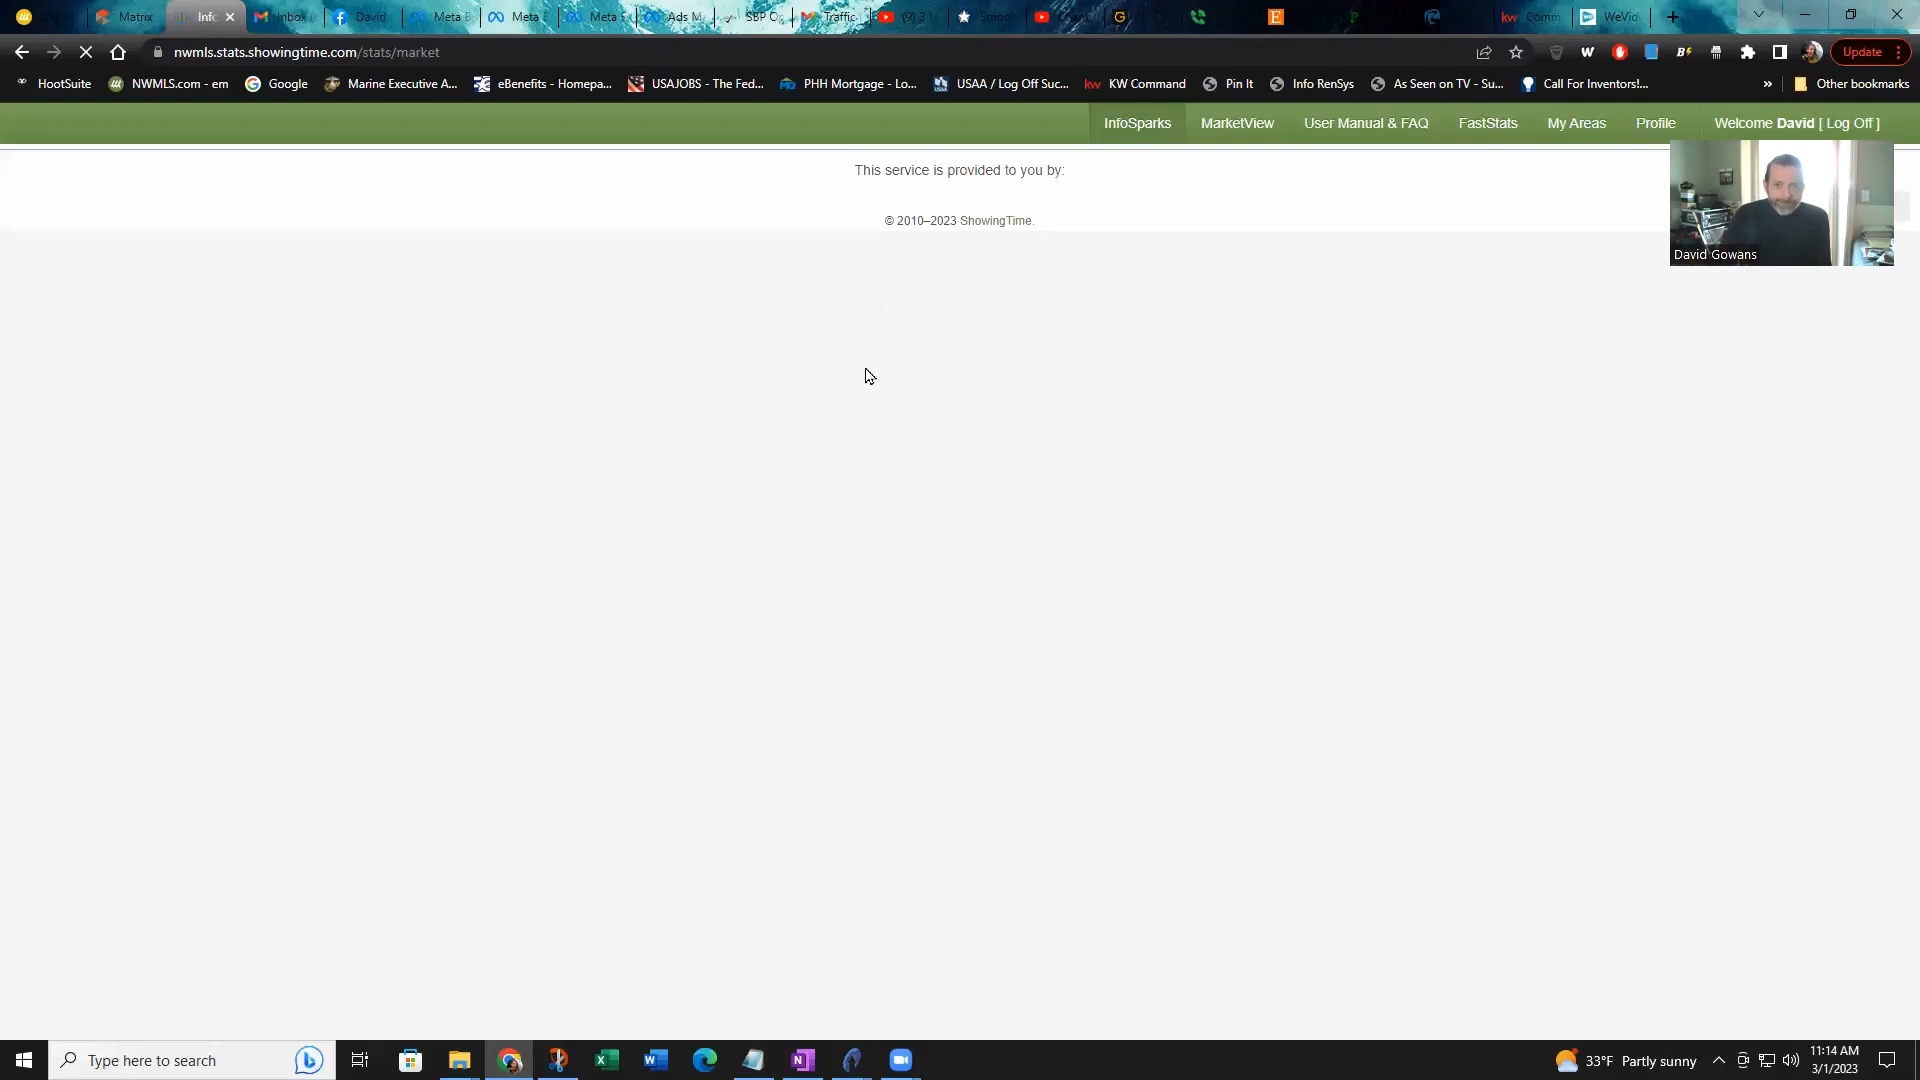 Matrix
Info
Inbox (
David
Meta B
Meta E
Meta
Ads M
SBP O
Traffic
(9) 3
Smoo
Comm
WeVid
nwmls.stats.showingtime.com/stats/market
Update
HootSuite
NWMLS.com - em
Google
Marine Executive A...
eBenefits - Homepa...
USAJOBS - The Fed...
PHH Mortgage - Lo...
USAA / Log Off Suc...
KW Command
Pin It
Info RenSys
As Seen on TV - Su...
Call For Inventors!...
»
Other bookmarks
InfoSparks
MarketView
User Manual & FAQ
FastStats
My Areas
Profile
Welcome David [ Log Off ]
This service is provided to you by:
© 2010–2023 ShowingTime.
David Gowans
Type here to search
33°F Partly sunny
11:14 AM
3/1/2023